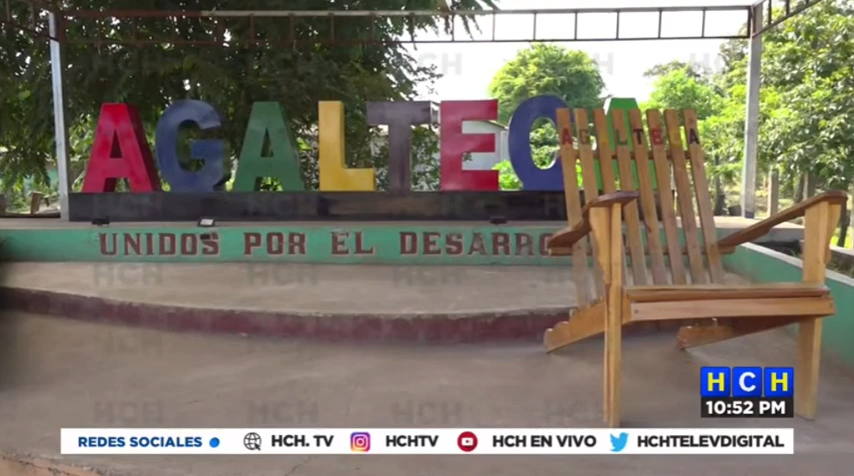 AGALTECA
AGALTECA
UNIDOS POR EL DESARRO
HCH
10:52 PM
REDES SOCIALES HCH. TV HCHTV HCH EN VIVO HCHTELEVDIGITAL